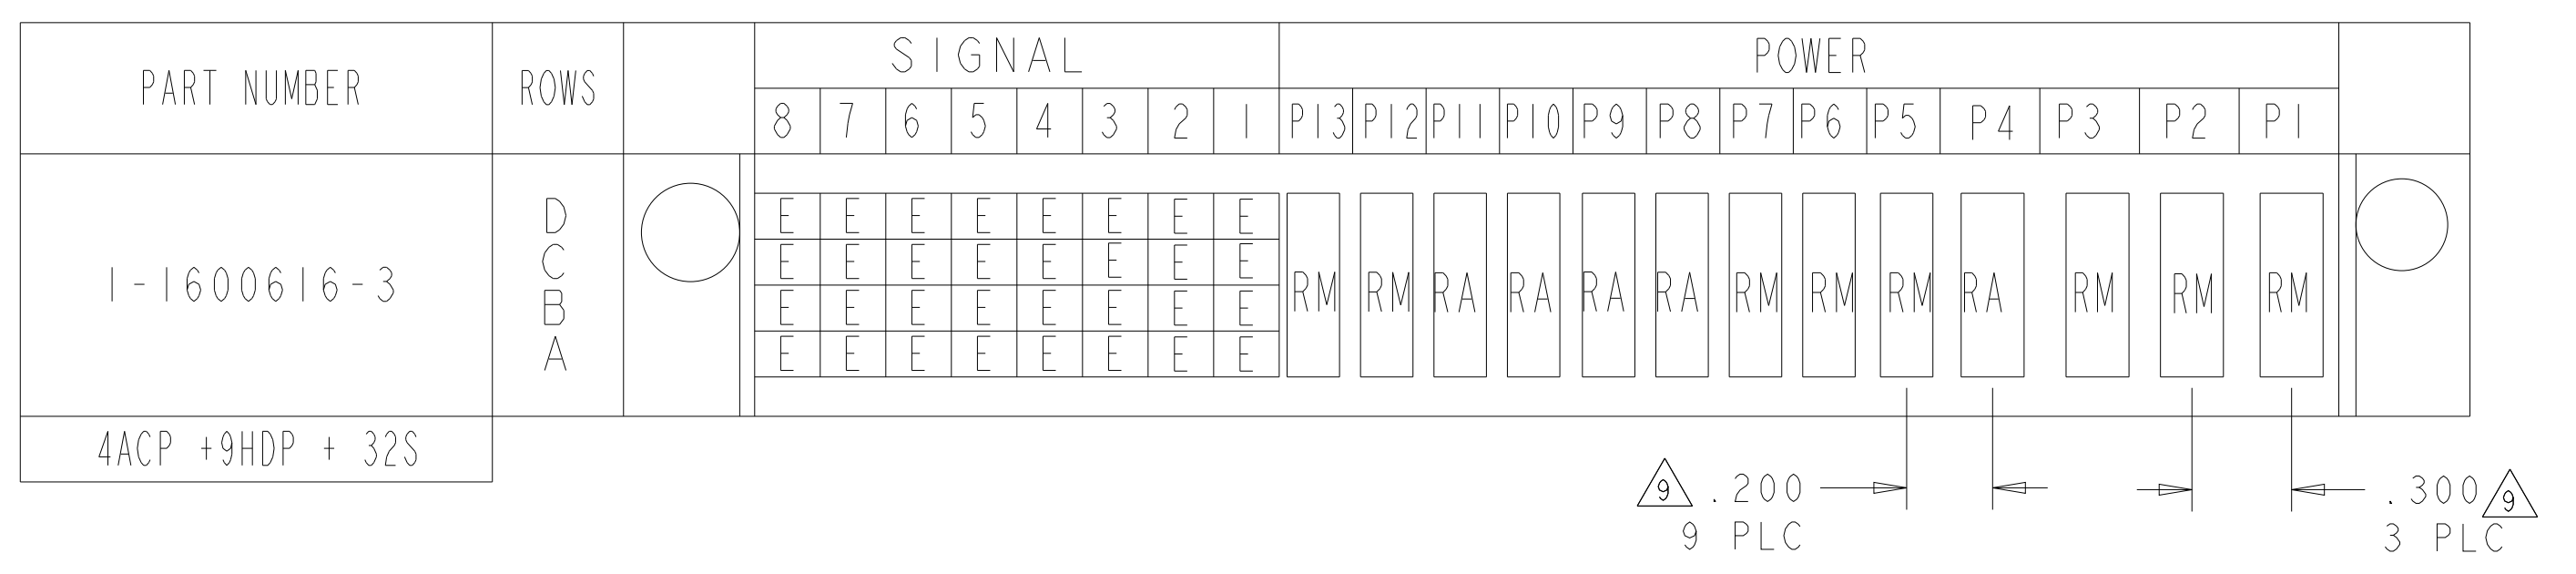 SIGNAL POWER
PART NUMBER ROWS
8 7 6 5 4 3 2 1 P13 P12 P11 P10 P9 P8 P7 P6 P5 P4 P3 P2 P1
D E E E E E E E E
C E E E E E E E E
1-1600616-3 RM RM RA RA RA RA RM RM RM RA RM RM RM
B E E E E E E E E
A E E E E E E E E
4ACP +9HDP + 32S
9 .200 .300 9
9 PLC 3 PLC